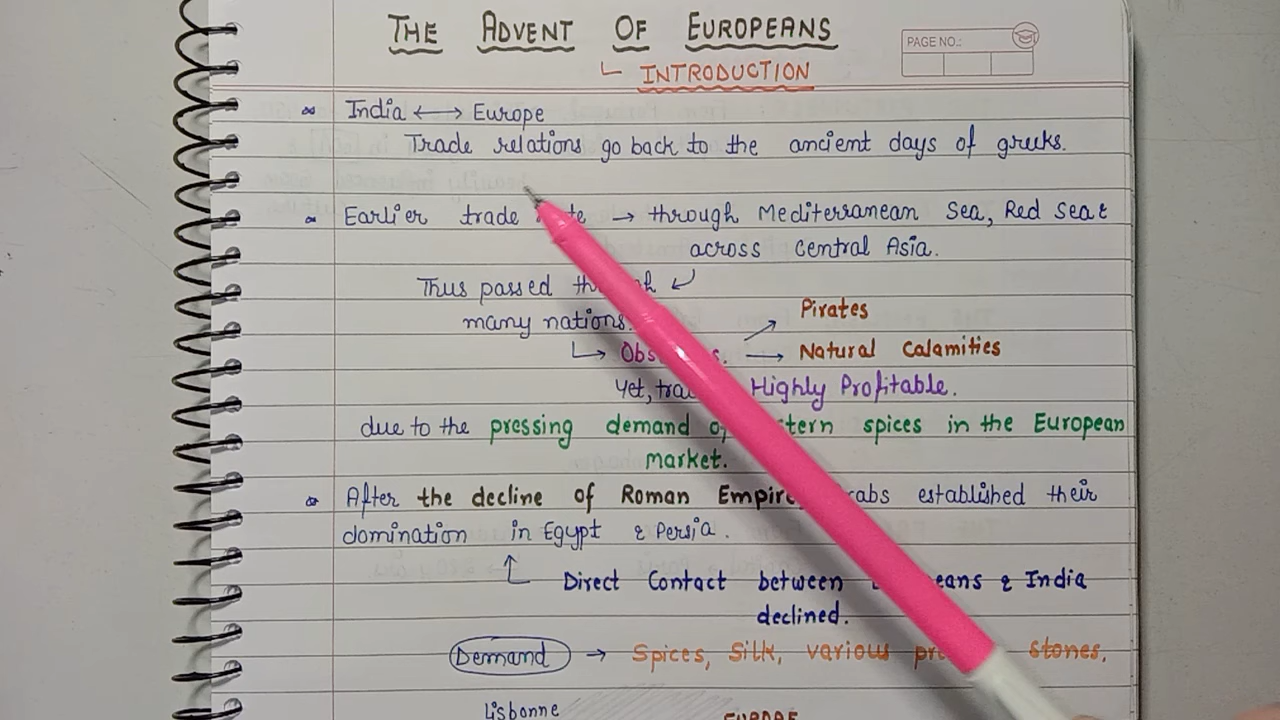 THE ADVENT OF EUROPEANS
PAGE NO.:
INTRODUCTION
India ⟷ Europe
Trade relations go back to the ancient days of greeks.
Earlier trade → through Mediterranean Sea, Red Sea &
across Central Asia.
Thus passed
many nations.
Pirates
→ Natural Calamities
Yet, Highly Profitable.
due to the pressing demand spices in the European
market.
After the decline of Roman Empire, established their
domination in Egypt & Persia.
Direct Contact between & India
declined.
Demand → Spices, Silk, various stones,
Lisbonne
EUROPE